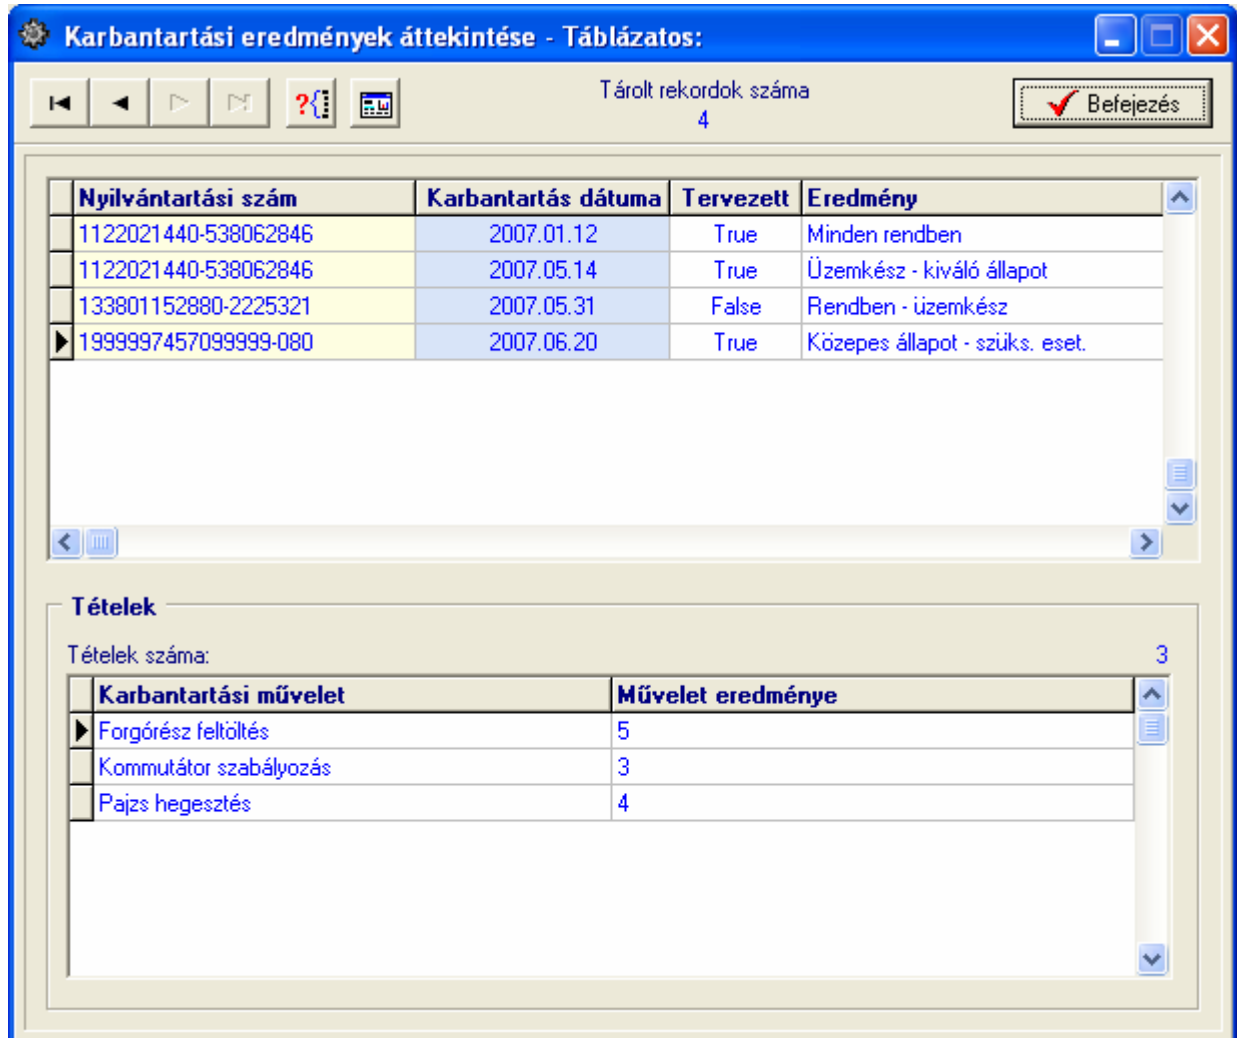 Karbantartási eredmények áttekintése - Táblázatos:
Tárolt rekordok száma
4
Befejezés
Nyilvántartási szám Karbantartás dátuma Tervezett Eredmény
1122021440-538062846 2007.01.12 True Minden rendben
1122021440-538062846 2007.05.14 True Üzemkész - kiváló állapot
133801152880-2225321 2007.05.31 False Rendben - üzemkész
1999997457099999-080 2007.06.20 True Közepes állapot - szüks. eset.
Tételek
Tételek száma: 3
Karbantartási művelet Művelet eredménye
Forgórész feltöltés 5
Kommutátor szabályozás 3
Pajzs hegesztés 4